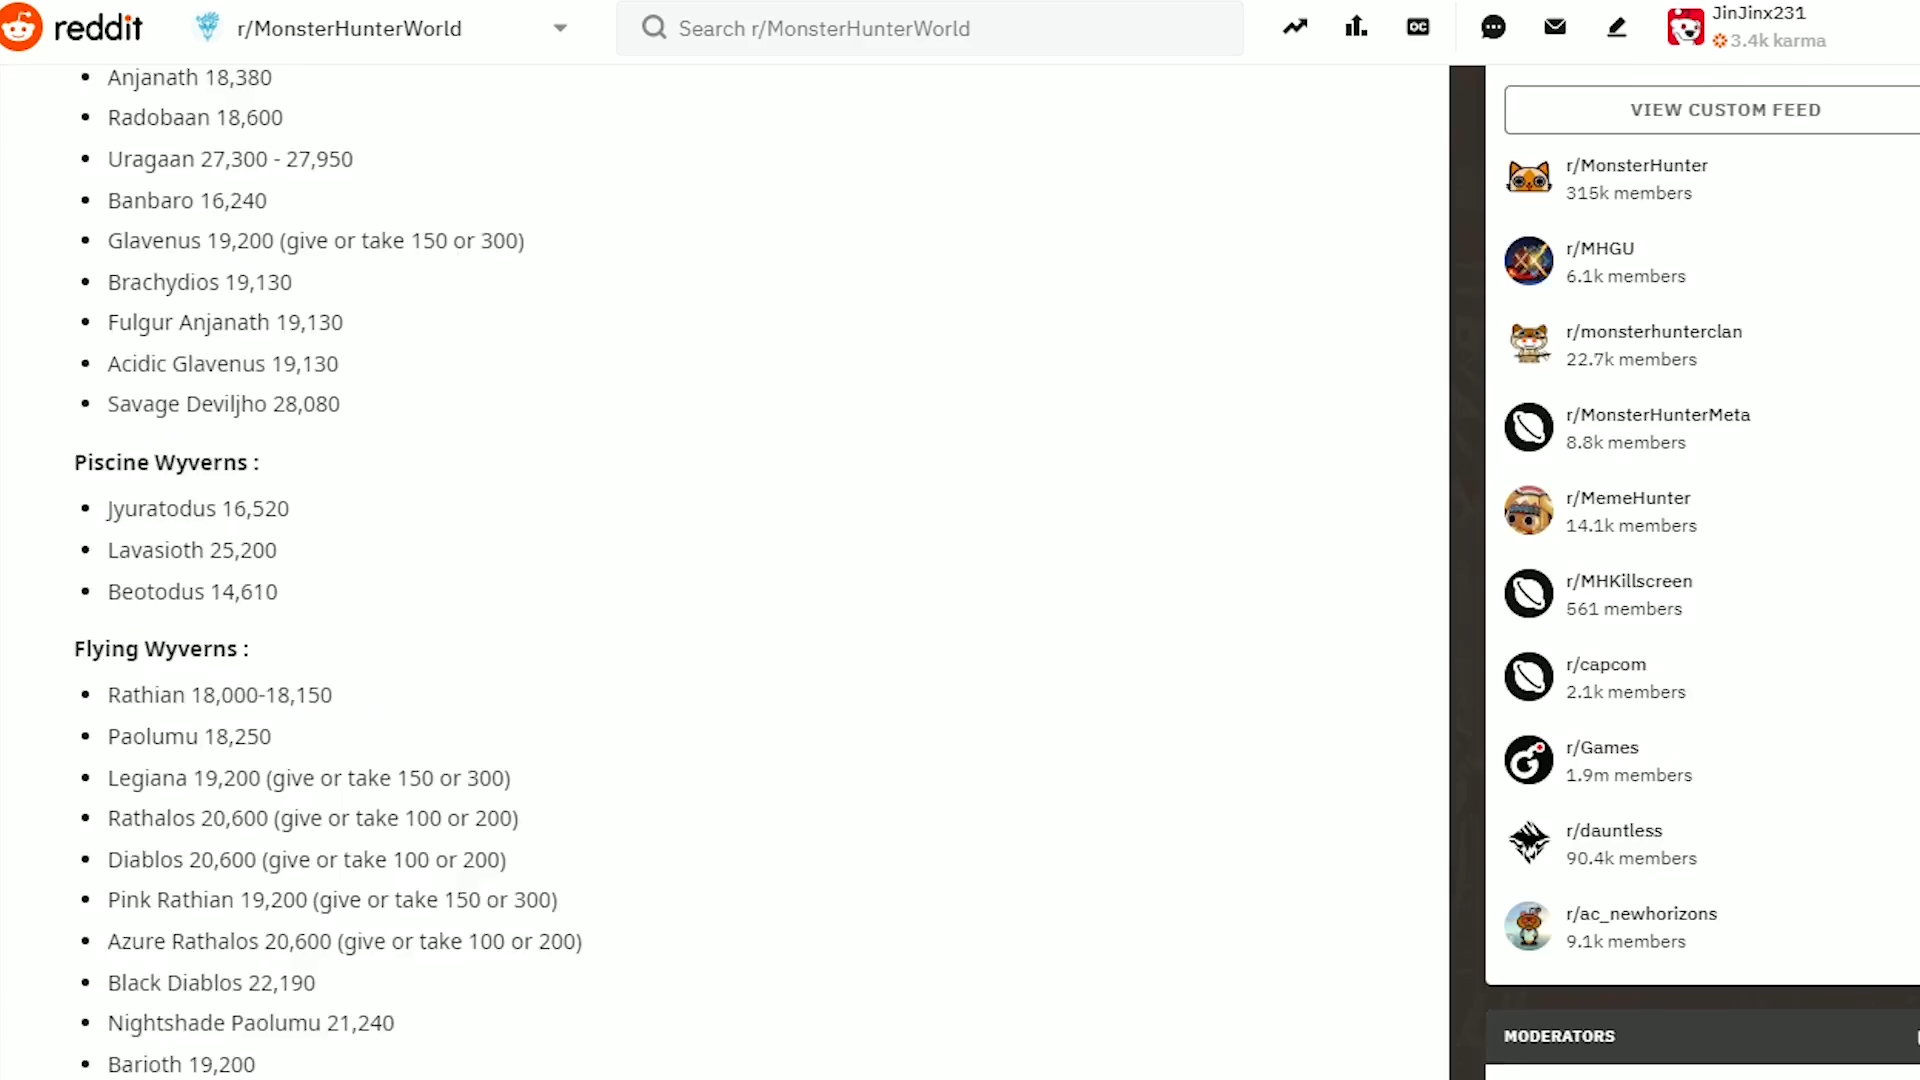 reddit
r/MonsterHunterWorld
Search r/MonsterHunterWorld
JinJinx231
3.4k karma
Anjanath 18,380
Radobaan 18,600
Uragaan 27,300 - 27,950
Banbaro 16,240
Glavenus 19,200 (give or take 150 or 300)
Brachydios 19,130
Fulgur Anjanath 19,130
Acidic Glavenus 19,130
Savage Deviljho 28,080
Piscine Wyverns :
Jyuratodus 16,520
Lavasioth 25,200
Beotodus 14,610
Flying Wyverns :
Rathian 18,000-18,150
Paolumu 18,250
Legiana 19,200 (give or take 150 or 300)
Rathalos 20,600 (give or take 100 or 200)
Diablos 20,600 (give or take 100 or 200)
Pink Rathian 19,200 (give or take 150 or 300)
Azure Rathalos 20,600 (give or take 100 or 200)
Black Diablos 22,190
Nightshade Paolumu 21,240
Barioth 19,200
VIEW CUSTOM FEED
r/MonsterHunter
315k members
r/MHGU
6.1k members
r/monsterhunterclan
22.7k members
r/MonsterHunterMeta
8.8k members
r/MemeHunter
14.1k members
r/MHKillscreen
561 members
r/capcom
2.1k members
r/Games
1.9m members
r/dauntless
90.4k members
r/ac_newhorizons
9.1k members
MODERATORS